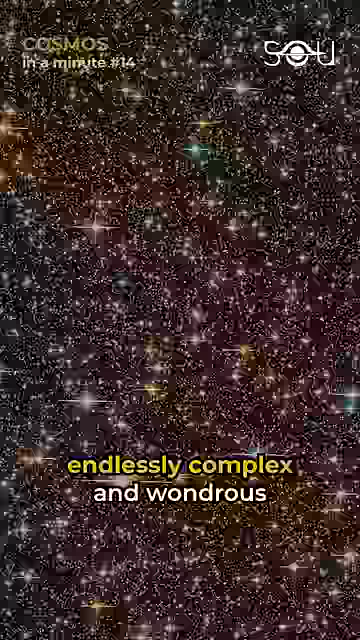 COSMOS
in a minute #14
SOU
endlessly complex
and wondrous